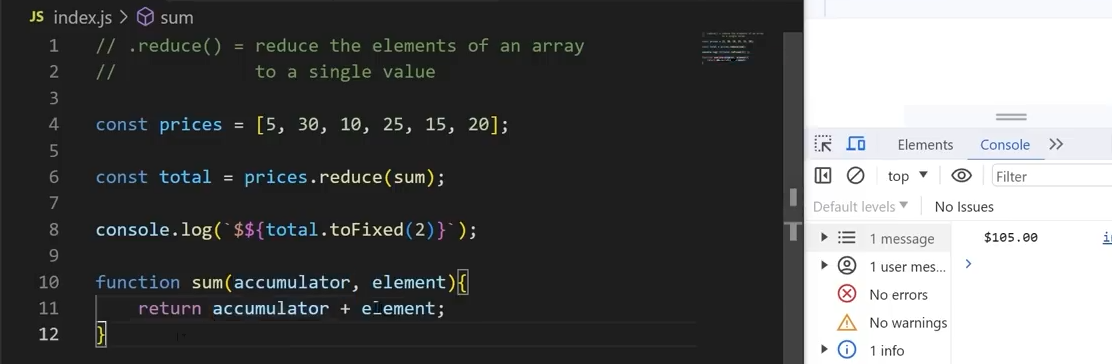 JS index.js > sum
1 // .reduce() = reduce the elements of an array
2 // to a single value
3
4 const prices = [5, 30, 10, 25, 15, 20];
5
6 const total = prices.reduce(sum);
7
8 console.log(`$${total.toFixed(2)}`);
9
10 function sum(accumulator, element){
11 return accumulator + element;
12 }
Elements Console
top Filter
Default levels No Issues
1 message
1 user mes...
No errors
No warnings
1 info
$105.00
>